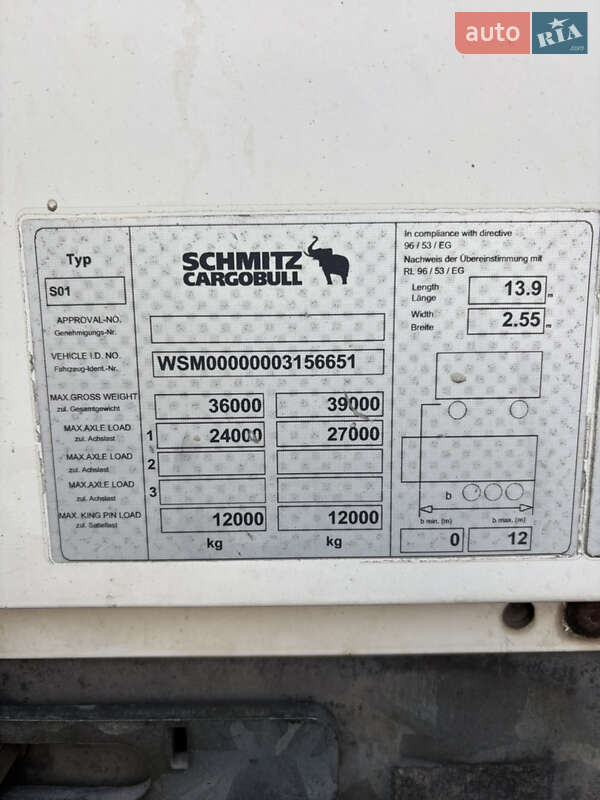 auto RIA .com
Typ
SCHMITZ
CARGOBULL
S01
APPROVAL-NO.
Genehmigungs-Nr.
VEHICLE I.D. NO.
Fahrzeug-Ident.-Nr.
WSM00000003156651
MAX.GROSS WEIGHT
zul. Gesamtgewicht
36000 39000
MAX.AXLE LOAD
zul. Achslast
1 24000 27000
MAX.AXLE LOAD
zul. Achslast
2
MAX.AXLE LOAD
zul. Achslast
3
MAX. KING PIN LOAD
zul. Sattellast
12000 12000
kg kg
In compliance with directive
96 / 53 / EG
Nachweis der Übereinstimmung mit
RL 96 / 53 / EG
Length
Länge
13.9 m
Width
Breite
2.55 m
b
b min. (m) b max. (m)
0 12